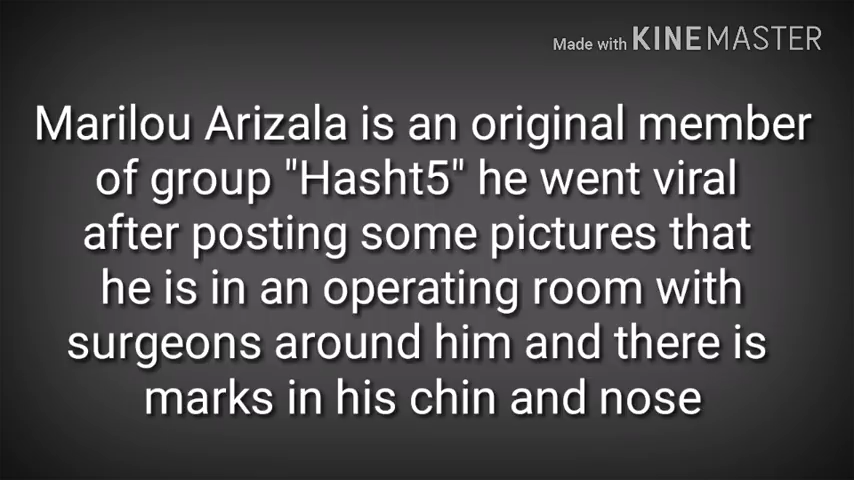 Made with KINEMASTER
Marilou Arizala is an original member
of group "Hasht5" he went viral
after posting some pictures that
he is in an operating room with
surgeons around him and there is
marks in his chin and nose